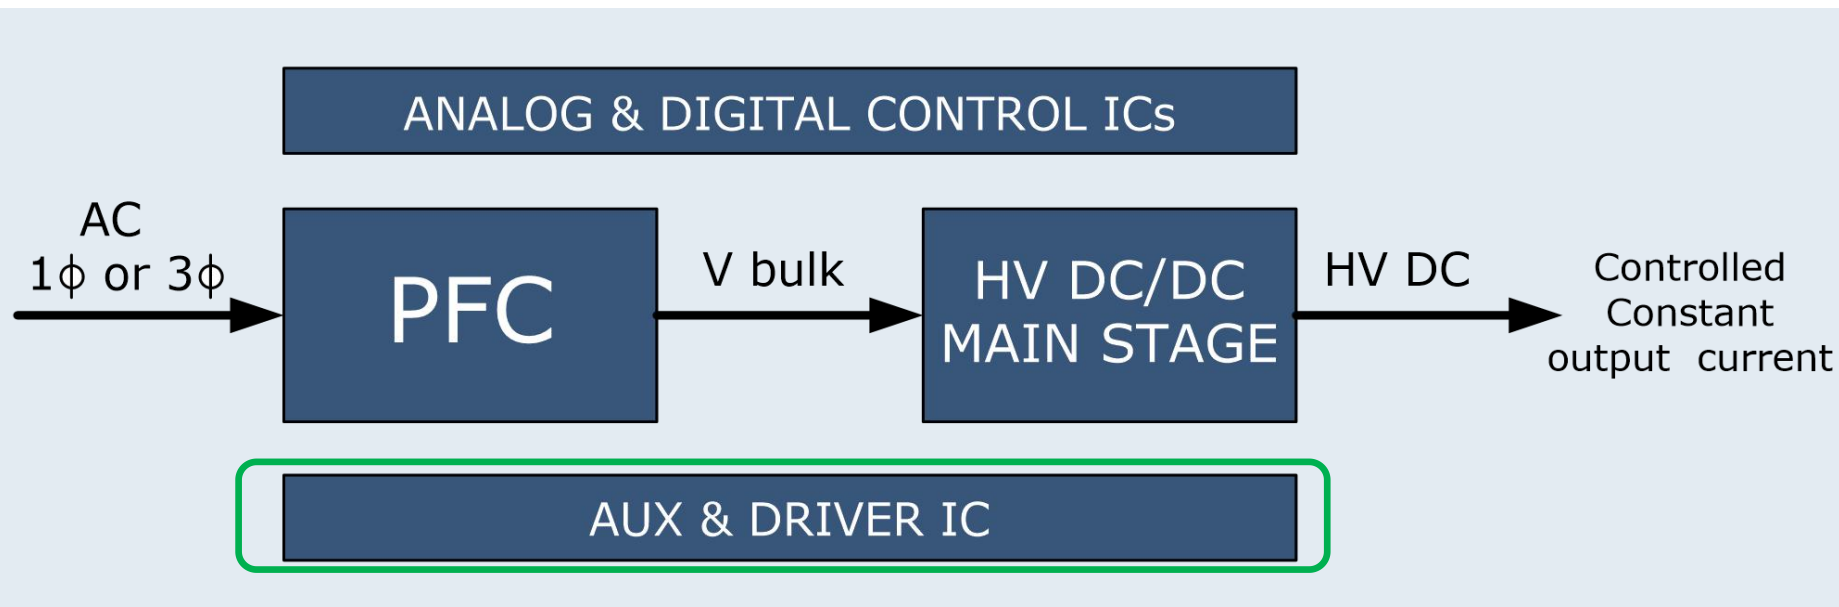 ANALOG & DIGITAL CONTROL ICs
AC
1ϕ or 3ϕ
PFC
V bulk
HV DC/DC
MAIN STAGE
HV DC
Controlled
Constant
output current
AUX & DRIVER IC